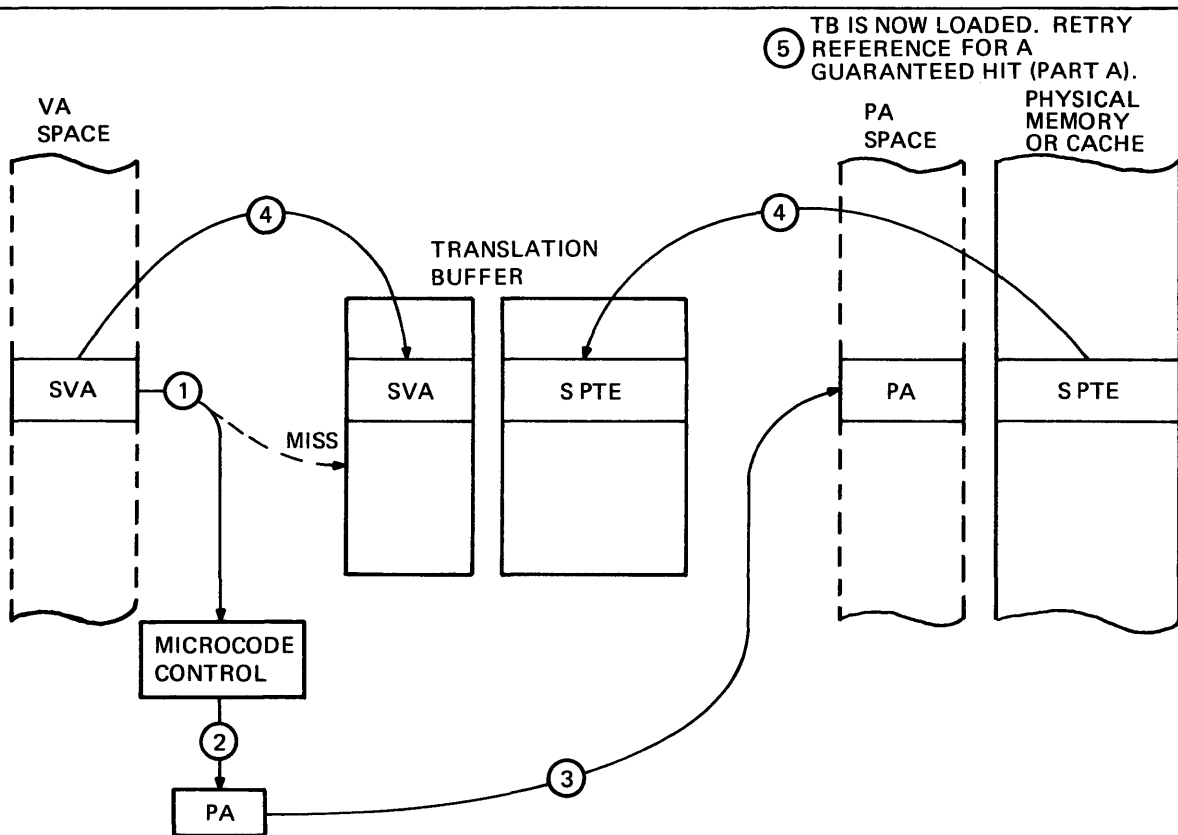 5
TB IS NOW LOADED. RETRY
REFERENCE FOR A
GUARANTEED HIT (PART A).
VA
SPACE
PA
SPACE
PHYSICAL
MEMORY
OR CACHE
4
4
TRANSLATION
BUFFER
SVA
1
SVA
S PTE
PA
S PTE
MISS
MICROCODE
CONTROL
2
PA
3